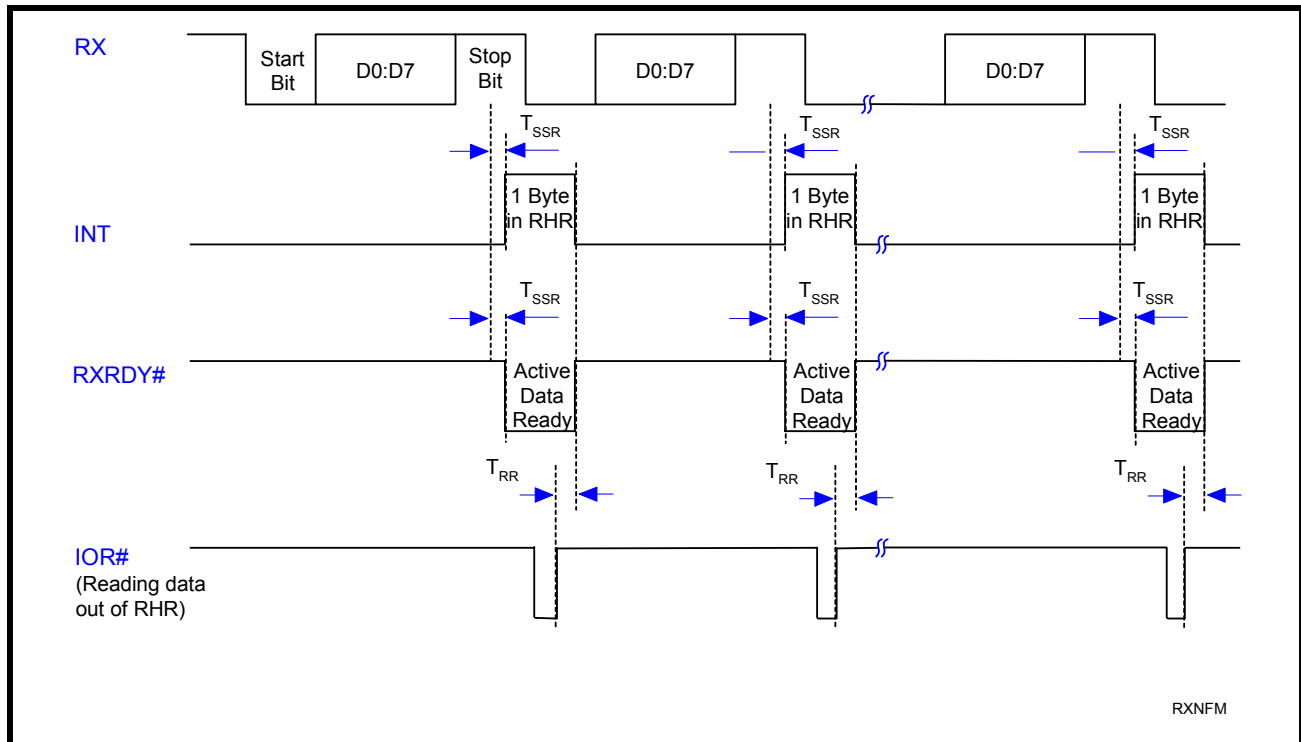 RX
Start
Bit
D0:D7
Stop
Bit
D0:D7
D0:D7
TSSR
TSSR
TSSR
INT
1 Byte
in RHR
1 Byte
in RHR
1 Byte
in RHR
TSSR
TSSR
TSSR
RXRDY#
Active
Data
Ready
Active
Data
Ready
Active
Data
Ready
TRR
TRR
TRR
IOR#
(Reading data
out of RHR)
RXNFM